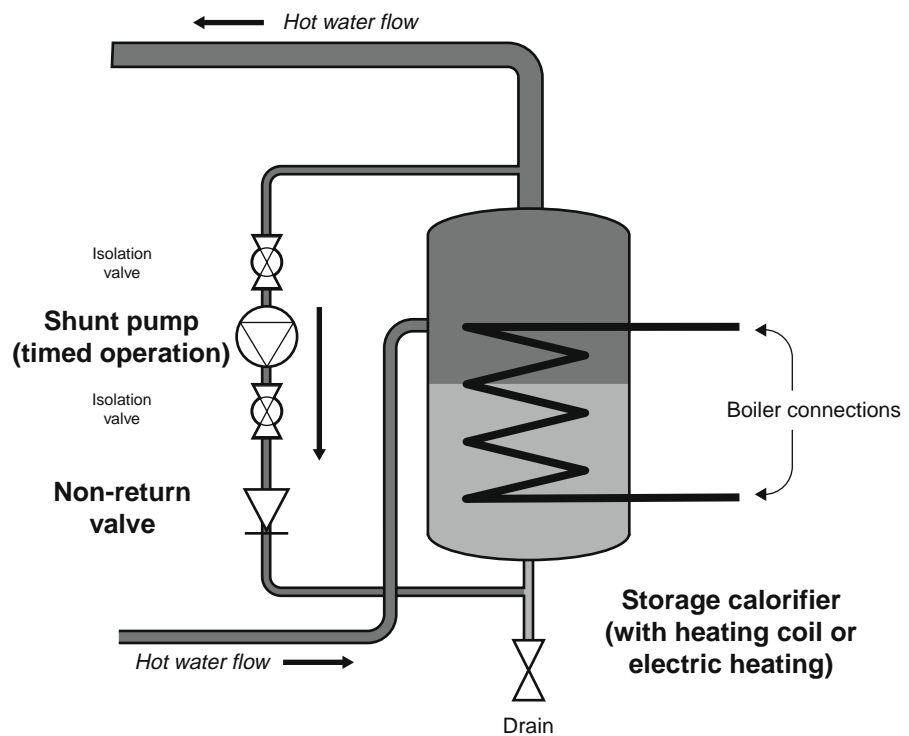 Hot water flow
Isolation
valve
Shunt pump
(timed operation)
Isolation
valve
Boiler connections
Non-return
valve
Storage calorifier
(with heating coil or
electric heating)
Hot water flow
Drain